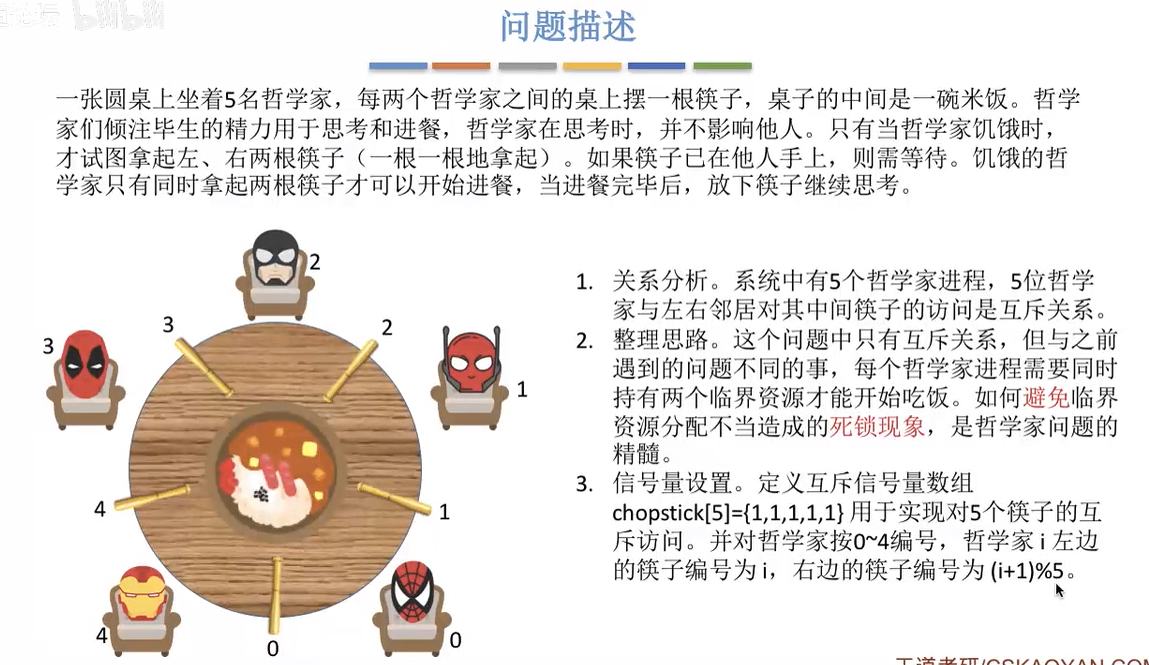 问题描述
一张圆桌上坐着5名哲学家，每两个哲学家之间的桌上摆一根筷子，桌子的中间是一碗米饭。哲学
家们倾注毕生的精力用于思考和进餐，哲学家在思考时，并不影响他人。只有当哲学家饥饿时，
才试图拿起左、右两根筷子（一根一根地拿起）。如果筷子已在他人手上，则需等待。饥饿的哲
学家只有同时拿起两根筷子才可以开始进餐，当进餐完毕后，放下筷子继续思考。
2
3
2
3
1
4
1
4
0
0
1. 关系分析。系统中有5个哲学家进程，5位哲学
家与左右邻居对其中间筷子的访问是互斥关系。
2. 整理思路。这个问题中只有互斥关系，但与之前
遇到的问题不同的事，每个哲学家进程需要同时
持有两个临界资源才能开始吃饭。如何避免临界
资源分配不当造成的死锁现象，是哲学家问题的
精髓。
3. 信号量设置。定义互斥信号量数组
chopstick[5]={1,1,1,1,1} 用于实现对5个筷子的互
斥访问。并对哲学家按0~4编号，哲学家 i 左边
的筷子编号为 i，右边的筷子编号为 (i+1)%5。
王道考研/CSKAOYAN.COM